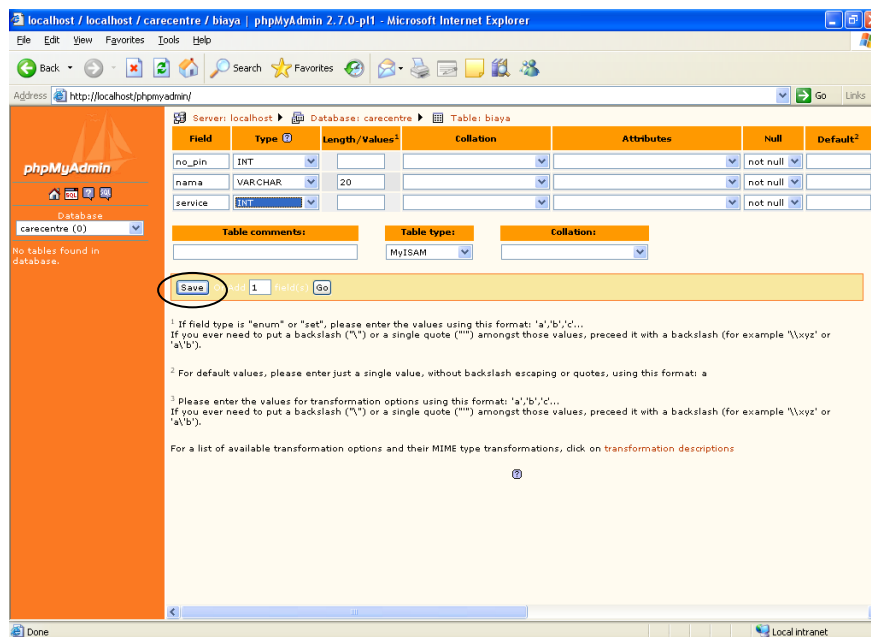 localhost / localhost / carecentre / biaya | phpMyAdmin 2.7.0-pl1 - Microsoft Internet Explorer
File Edit View Favorites Tools Help
Back Search Favorites
Address http://localhost/phpmyadmin/ Go Links
phpMyAdmin
SQL
Database
carecentre (0)
No tables found in
database.
Server: localhost Database: carecentre Table: biaya
Field Type Length/Values1 Collation Attributes Null Default2
no_pin INT not null
nama VARCHAR 20 not null
service INT not null
Table comments: Table type: Collation:
MyISAM
Save Or add 1 field(s) Go
1 If field type is "enum" or "set", please enter the values using this format: 'a','b','c'...
If you ever need to put a backslash ("\") or a single quote ("'") amongst those values, preceed it with a backslash (for example '\\xyz' or
'a\'b').
2 For default values, please enter just a single value, without backslash escaping or quotes, using this format: a
3 Please enter the values for transformation options using this format: 'a','b','c'...
If you ever need to put a backslash ("\") or a single quote ("'") amongst those values, preceed it with a backslash (for example '\\xyz' or
'a\'b').
For a list of available transformation options and their MIME type transformations, click on transformation descriptions
Done Local intranet